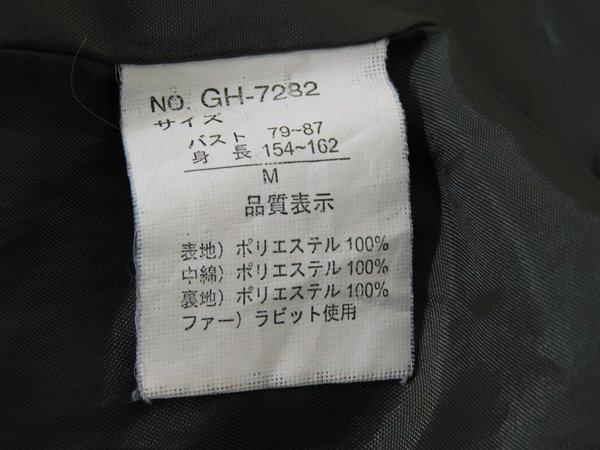 NO. GH-7282
サイズ
バスト 79~87
身長 154~162
M
品質表示
表地) ポリエステル 100%
中綿) ポリエステル 100%
裏地) ポリエステル 100%
ファー) ラビット使用